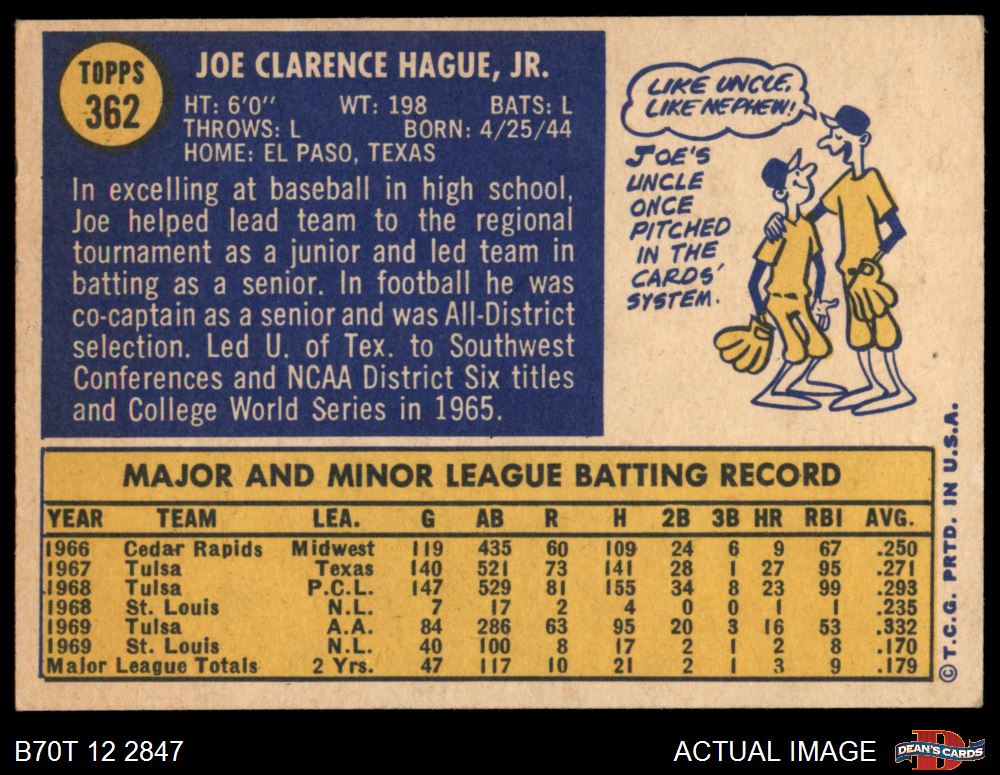 TOPPS
362
JOE CLARENCE HAGUE, JR.
HT: 6'0" WT: 198 BATS: L
THROWS: L BORN: 4/25/44
HOME: EL PASO, TEXAS
In excelling at baseball in high school,
Joe helped lead team to the regional
tournament as a junior and led team in
batting as a senior. In football he was
co-captain as a senior and was All-District
selection. Led U. of Tex. to Southwest
Conferences and NCAA District Six titles
and College World Series in 1965.
LIKE UNCLE,
LIKE NEPHEW!
JOE'S
UNCLE
ONCE
PITCHED
IN THE
CARDS'
SYSTEM.
MAJOR AND MINOR LEAGUE BATTING RECORD
YEAR TEAM LEA. G AB R H 2B 3B HR RBI AVG.
1966 Cedar Rapids Midwest 119 435 60 109 24 6 9 67 .250
1967 Tulsa Texas 140 521 73 141 28 1 27 95 .271
1968 Tulsa P.C.L. 147 529 81 155 34 8 23 99 .293
1968 St. Louis N.L. 7 17 2 4 0 0 1 1 .235
1969 Tulsa A.A. 84 286 63 95 20 3 16 53 .332
1969 St. Louis N.L. 40 100 8 17 2 1 2 8 .170
Major League Totals 2 Yrs. 47 117 10 21 2 1 3 9 .179
© T.C.G. PRTD. IN U.S.A.
B70T 12 2847
ACTUAL IMAGE
DEAN'S CARDS